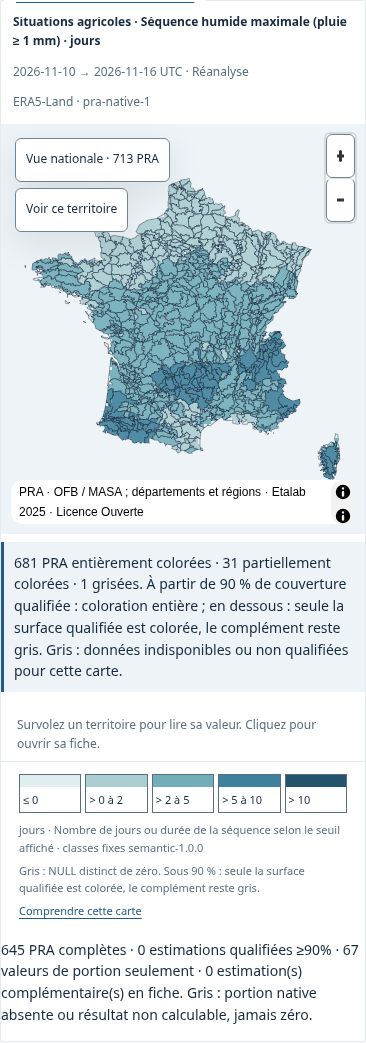 Situations agricoles · Séquence humide maximale (pluie
≥ 1 mm) · jours
2026-11-10 → 2026-11-16 UTC · Réanalyse
ERA5-Land · pra-native-1
Vue nationale · 713 PRA
Voir ce territoire
+
-
PRA · OFB / MASA ; départements et régions · Etalab
2025 · Licence Ouverte
681 PRA entièrement colorées · 31 partiellement
colorées · 1 grisées. À partir de 90 % de couverture
qualifiée : coloration entière ; en dessous : seule la
surface qualifiée est colorée, le complément reste
gris. Gris : données indisponibles ou non qualifiées
pour cette carte.
Survolez un territoire pour lire sa valeur. Cliquez pour
ouvrir sa fiche.
≤ 0
> 0 à 2
> 2 à 5
> 5 à 10
> 10
jours · Nombre de jours ou durée de la séquence selon le seuil
affiché · classes fixes semantic-1.0.0
Gris : NULL distinct de zéro. Sous 90 % : seule la surface
qualifiée est colorée, le complément reste gris.
Comprendre cette carte
645 PRA complètes · 0 estimations qualifiées ≥90% · 67
valeurs de portion seulement · 0 estimation(s)
complémentaire(s) en fiche. Gris : portion native
absente ou résultat non calculable, jamais zéro.